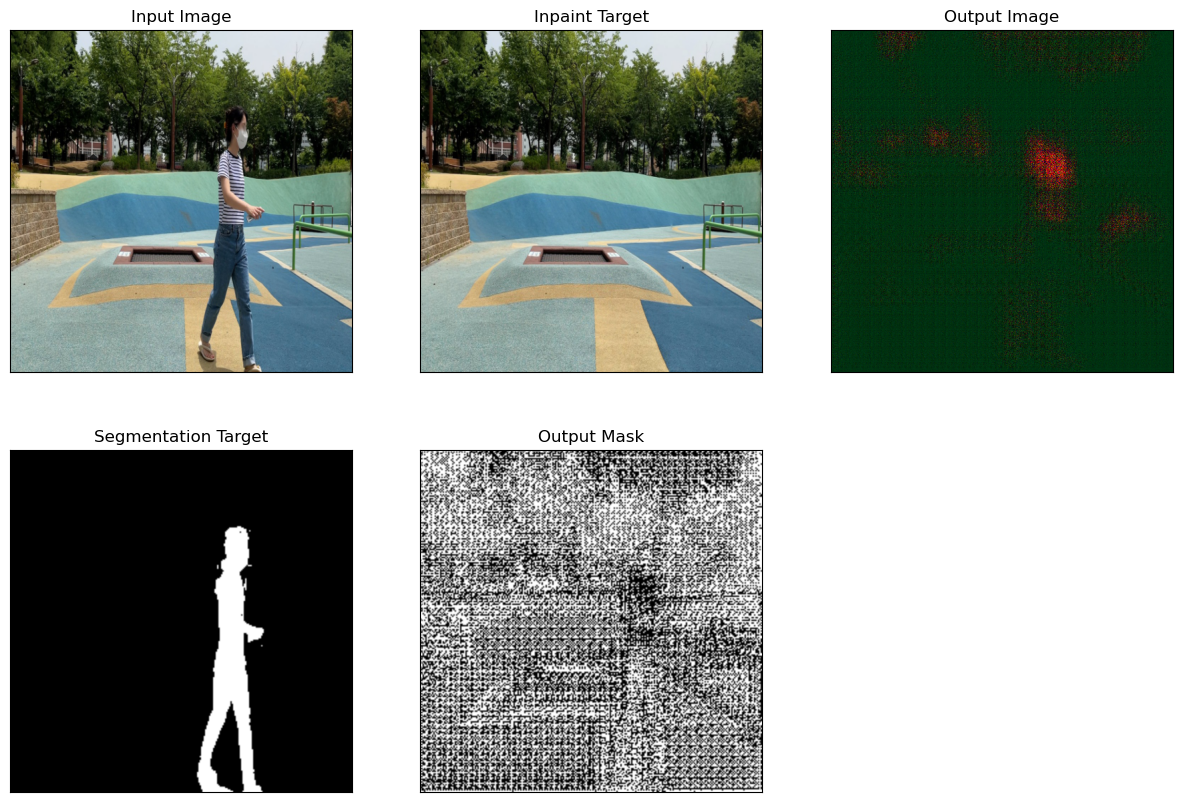 Input Image
Inpaint Target
Output Image
Segmentation Target
Output Mask